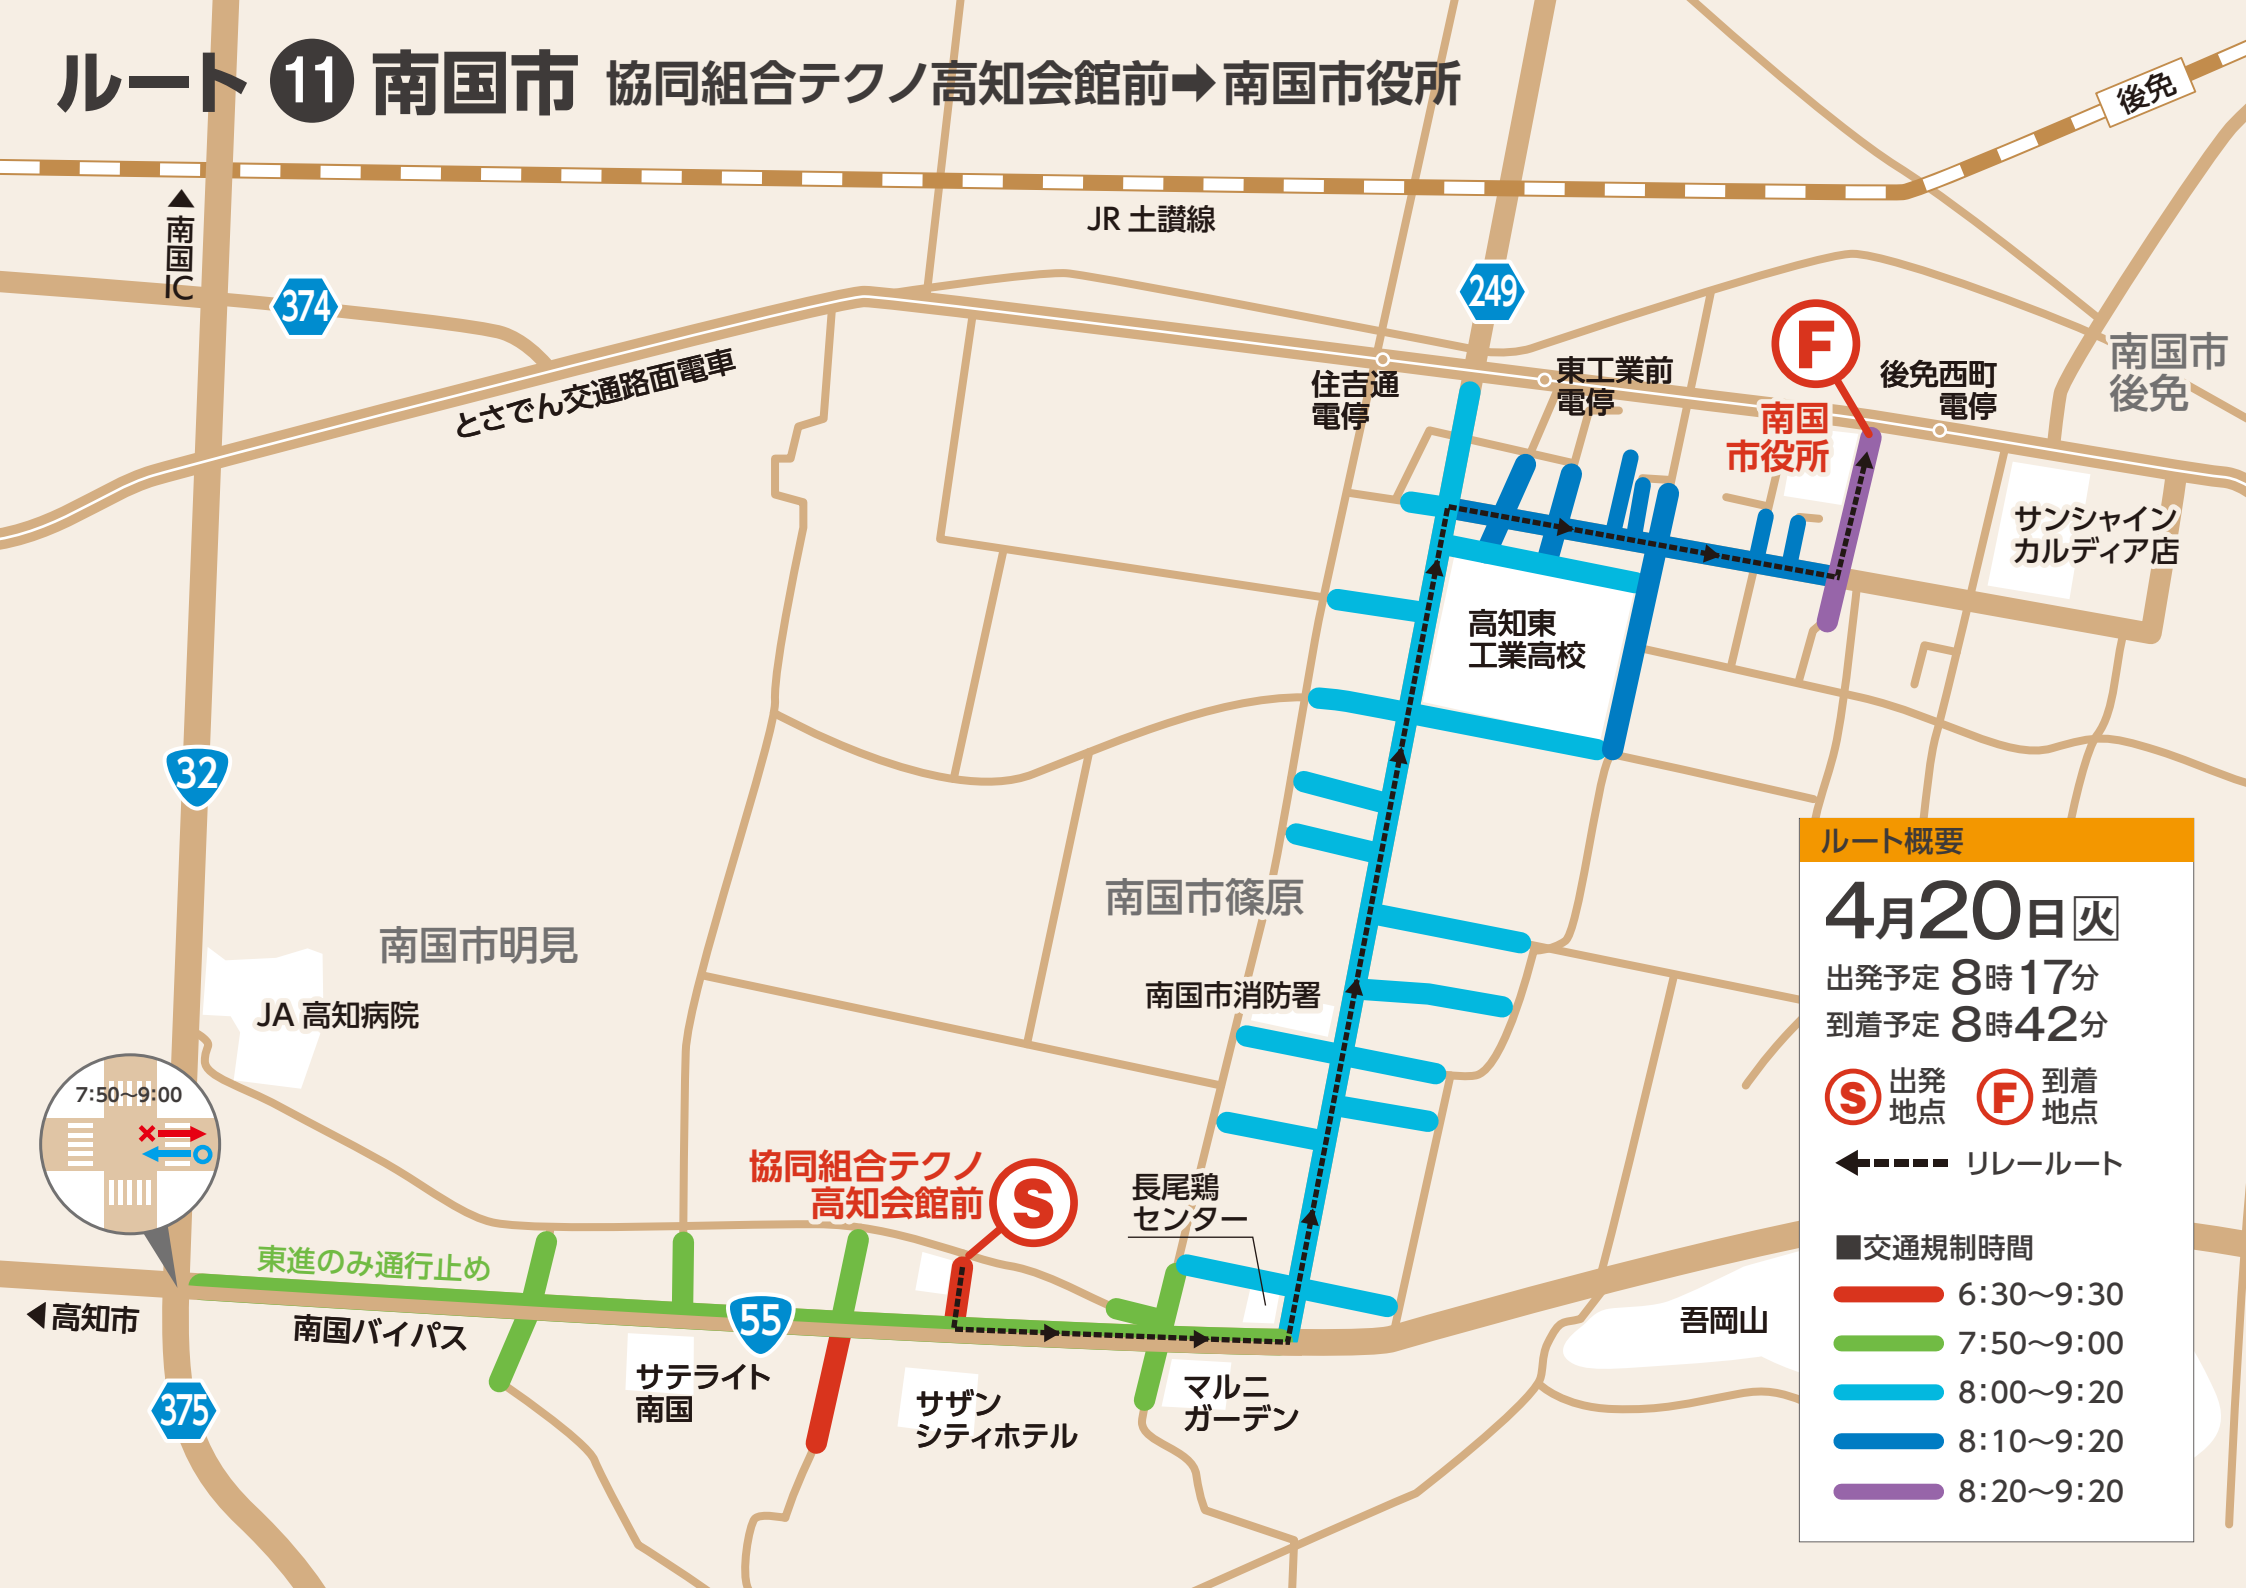 ルート 11 南国市 協同組合テクノ高知会館前➡南国市役所
後免
JR 土讃線
▲南国IC
374
249
とさでん交通路面電車
住吉通
電停
東工業前
電停
F
後免西町
電停
南国市
後免
南国
市役所
サンシャイン
カルディア店
高知東
工業高校
32
南国市篠原
南国市明見
南国市消防署
JA 高知病院
7:50～9:00
協同組合テクノ
高知会館前
S
長尾鶏
センター
東進のみ通行止め
◀高知市
南国バイパス
55
サテライト
南国
サザン
シティホテル
マルニ
ガーデン
吾岡山
375
ルート概要
4月20日火
出発予定 8時17分
到着予定 8時42分
S 出発
地点
F 到着
地点
リレールート
■交通規制時間
6:30～9:30
7:50～9:00
8:00～9:20
8:10～9:20
8:20～9:20